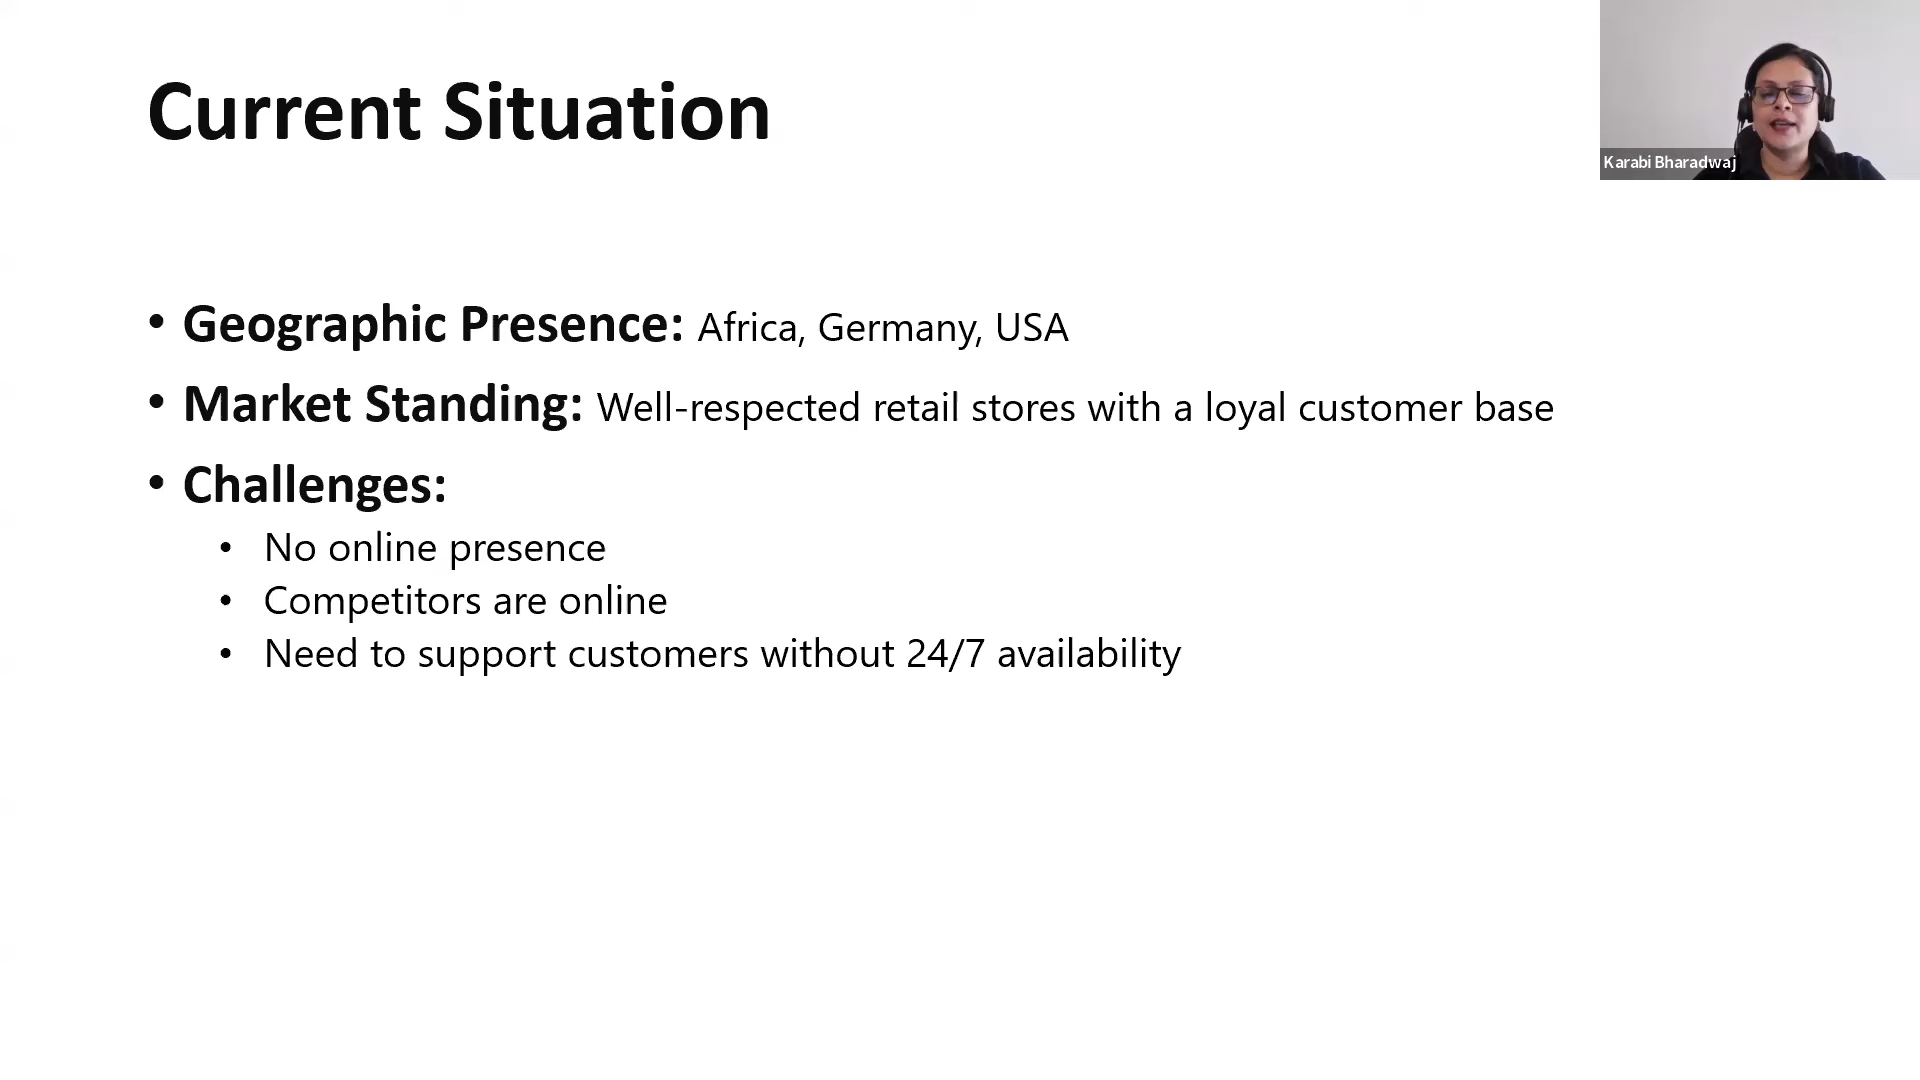 Current Situation
Karabi Bharadwaj
• Geographic Presence: Africa, Germany, USA
• Market Standing: Well-respected retail stores with a loyal customer base
• Challenges:
• No online presence
• Competitors are online
• Need to support customers without 24/7 availability